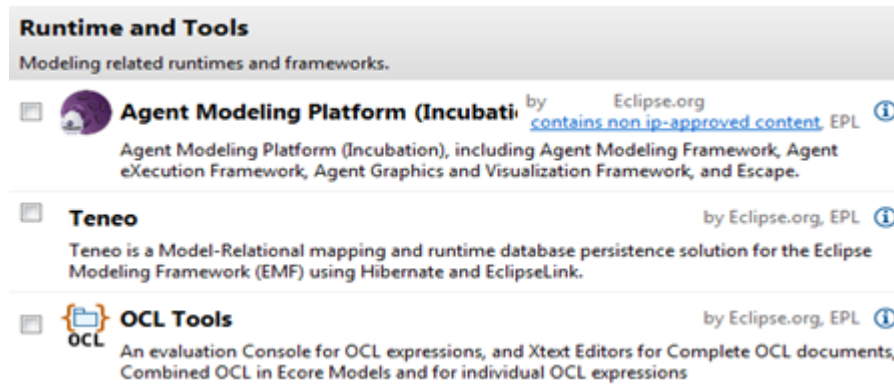 Runtime and Tools
Modeling related runtimes and frameworks.
Agent Modeling Platform (Incubati by Eclipse.org
contains non ip-approved content, EPL
Agent Modeling Platform (Incubation), including Agent Modeling Framework, Agent
eXecution Framework, Agent Graphics and Visualization Framework, and Escape.
Teneo by Eclipse.org, EPL
Teneo is a Model-Relational mapping and runtime database persistence solution for the Eclipse
Modeling Framework (EMF) using Hibernate and EclipseLink.
OCL
OCL Tools by Eclipse.org, EPL
An evaluation Console for OCL expressions, and Xtext Editors for Complete OCL documents,
Combined OCL in Ecore Models and for individual OCL expressions